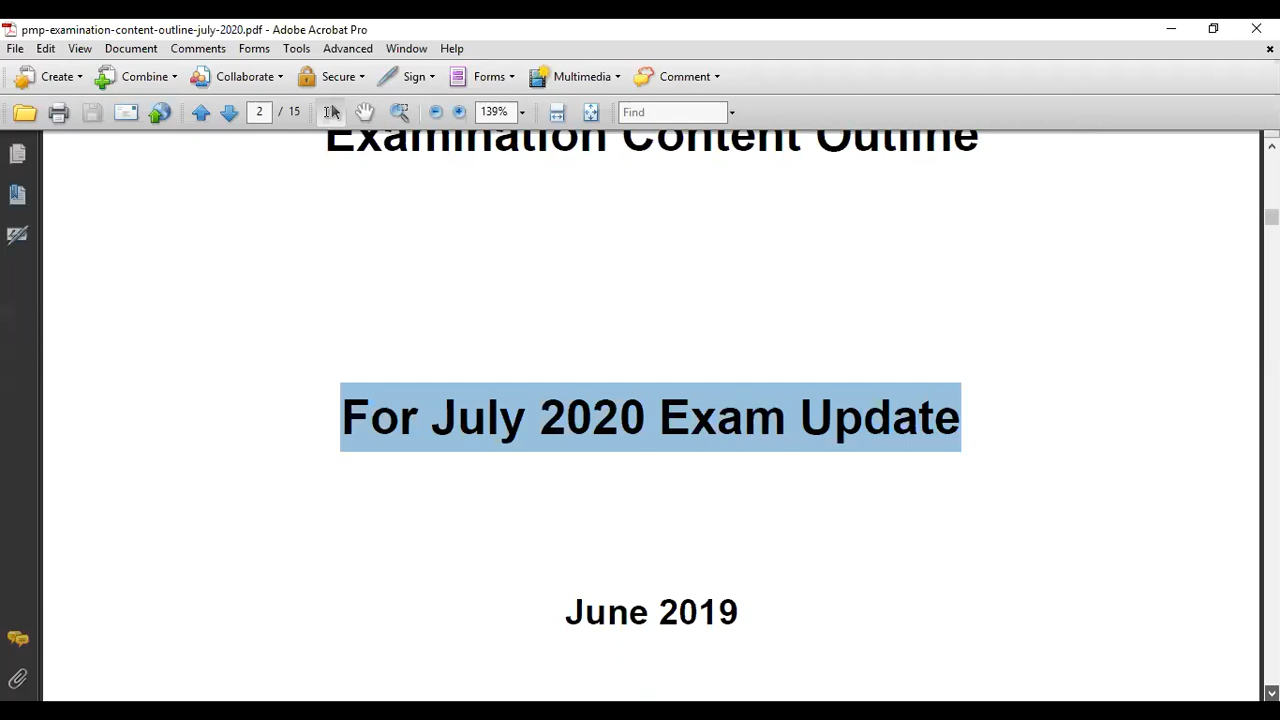 pmp-examination-content-outline-july-2020.pdf - Adobe Acrobat Pro
File Edit View Document Comments Forms Tools Advanced Window Help
Create Combine Collaborate Secure Sign Forms Multimedia Comment
2 / 15 139% Find
Examination Content Outline
For July 2020 Exam Update
June 2019